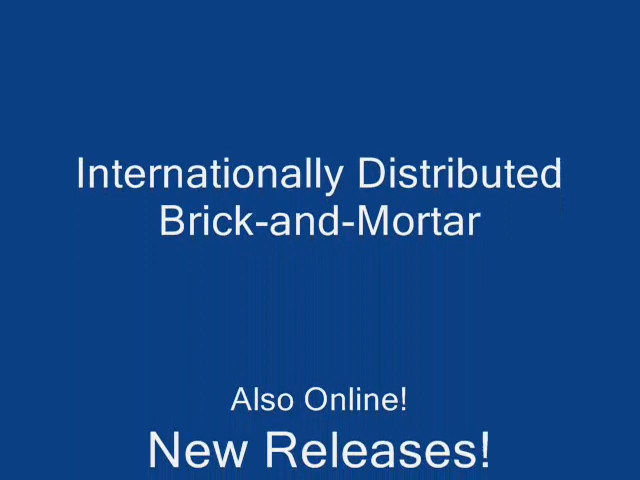 Internationally Distributed
Brick-and-Mortar
Also Online!
New Releases!